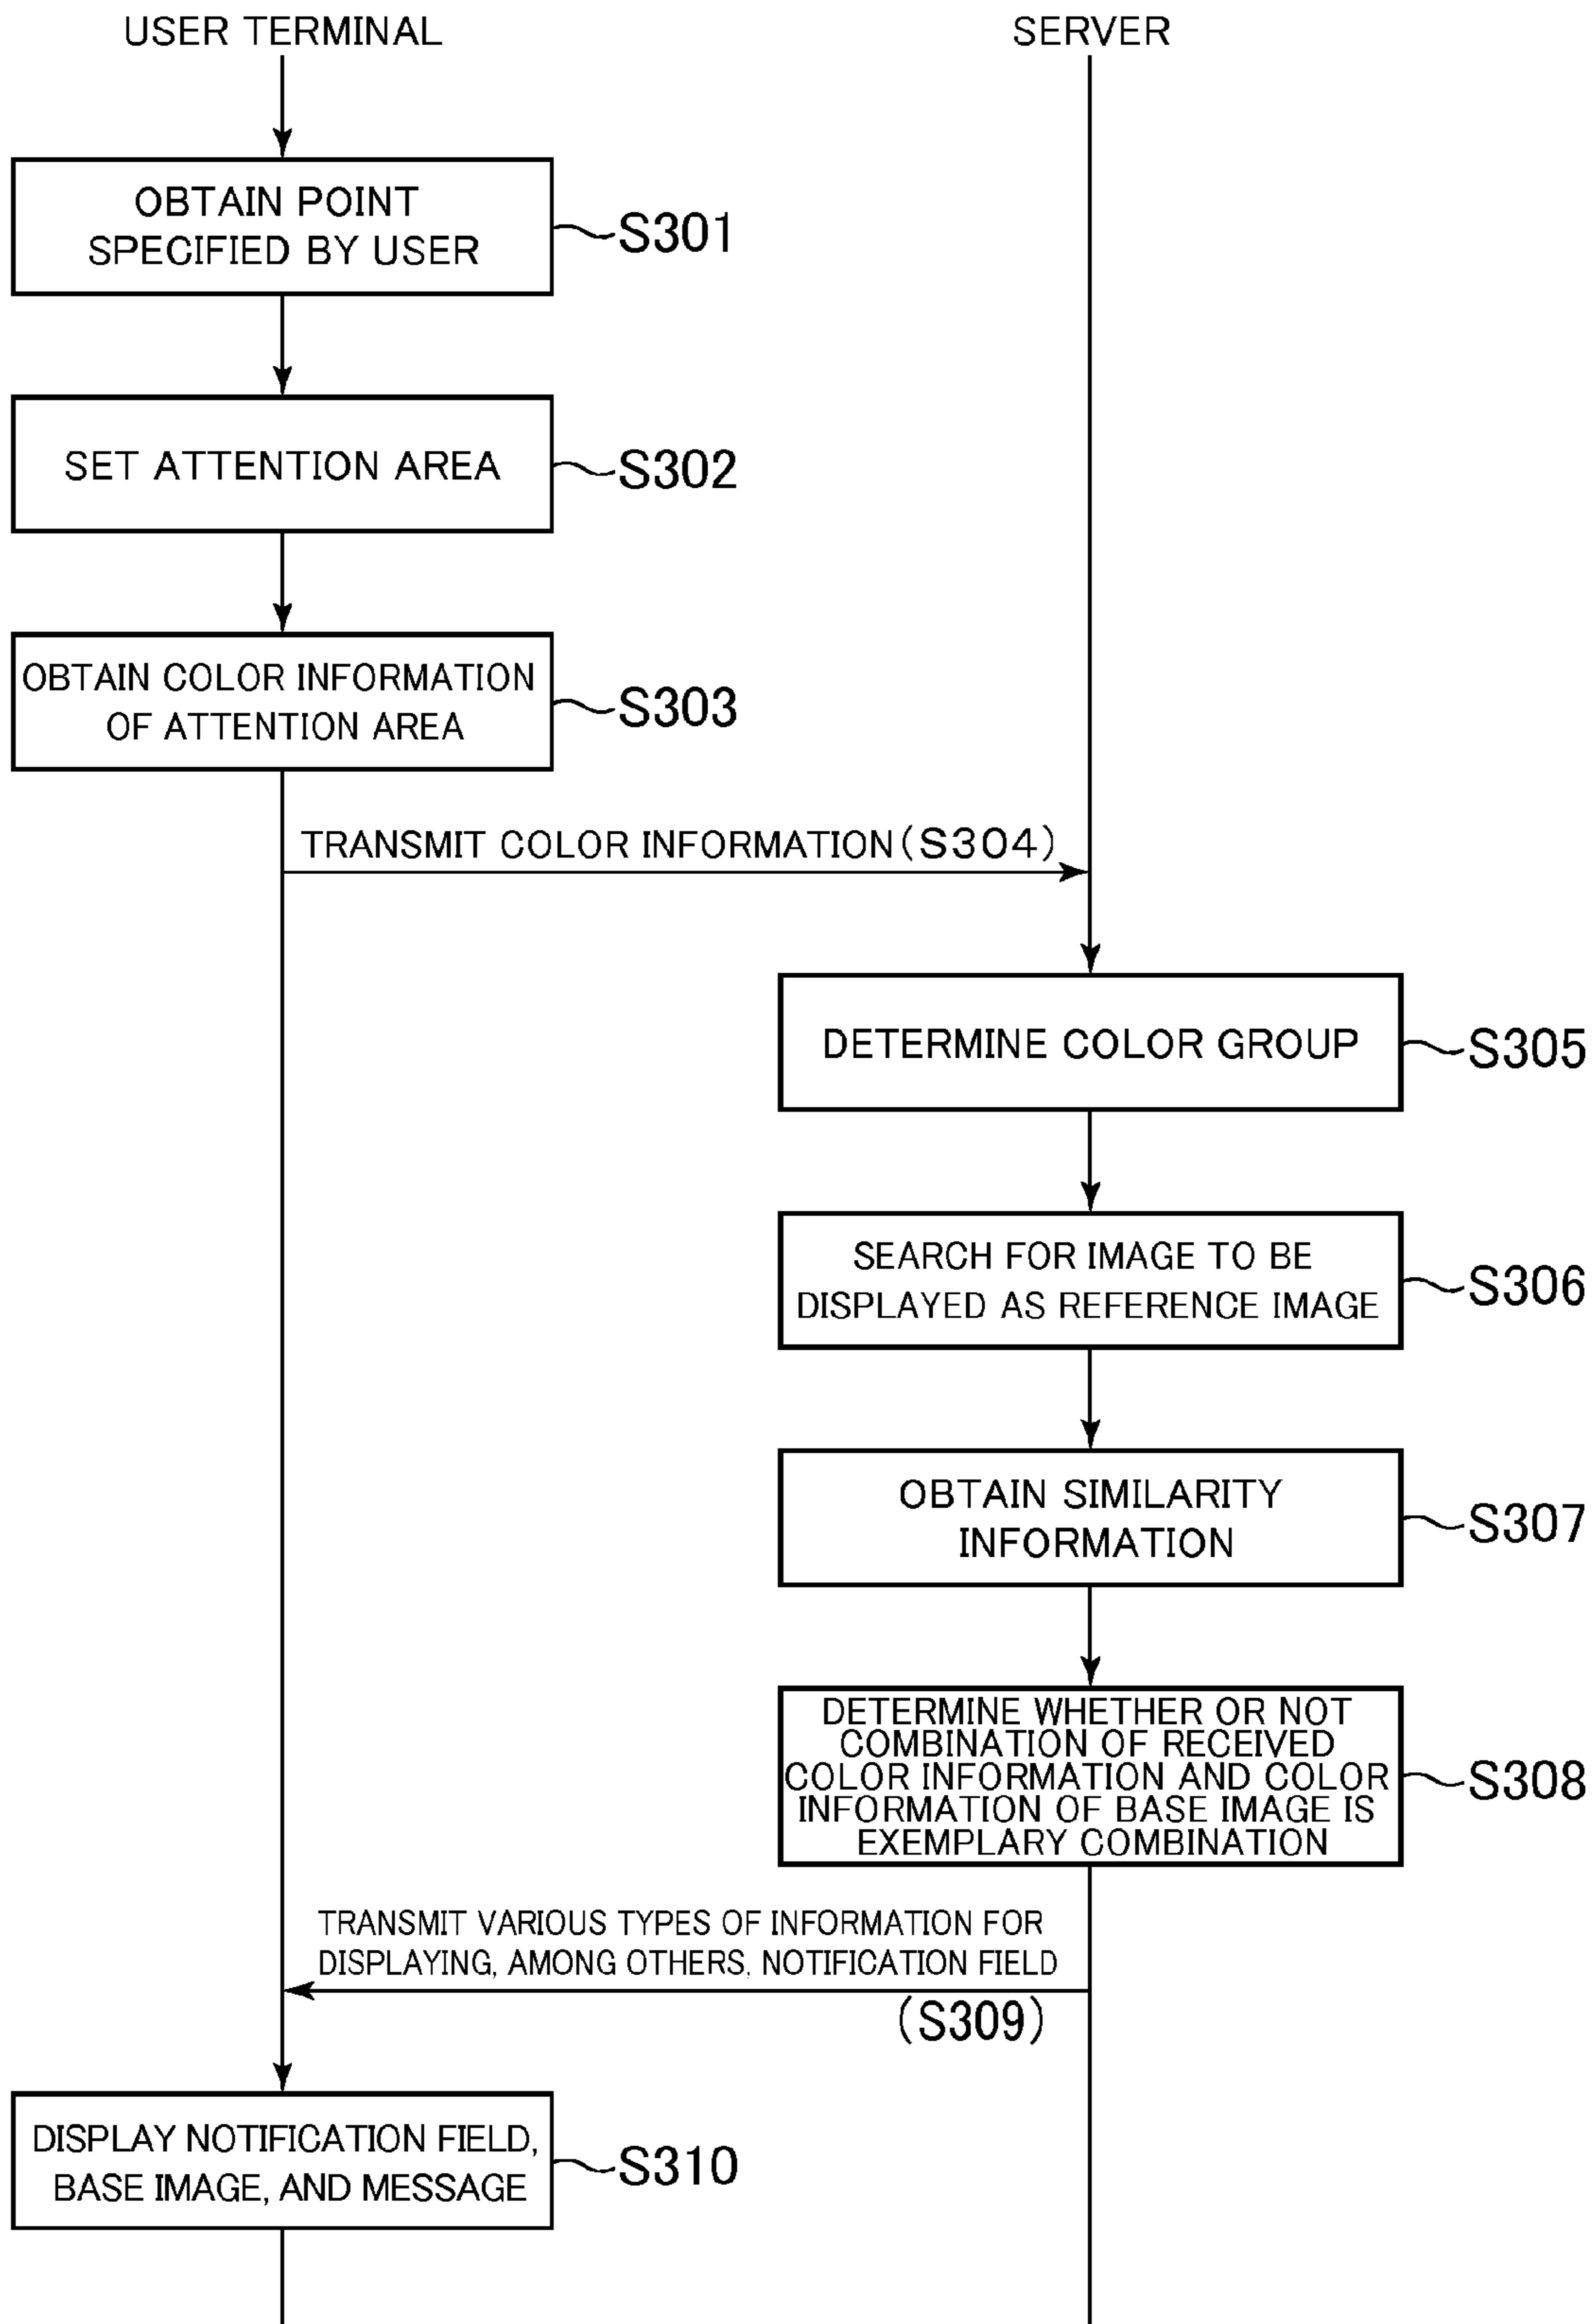 USER TERMINAL
SERVER
OBTAIN POINT
SPECIFIED BY USER
S301
SET ATTENTION AREA
S302
OBTAIN COLOR INFORMATION
OF ATTENTION AREA
S303
TRANSMIT COLOR INFORMATION(S304)
DETERMINE COLOR GROUP
S305
SEARCH FOR IMAGE TO BE
DISPLAYED AS REFERENCE IMAGE
S306
OBTAIN SIMILARITY
INFORMATION
S307
DETERMINE WHETHER OR NOT
COMBINATION OF RECEIVED
COLOR INFORMATION AND COLOR
INFORMATION OF BASE IMAGE IS
EXEMPLARY COMBINATION
S308
TRANSMIT VARIOUS TYPES OF INFORMATION FOR
DISPLAYING, AMONG OTHERS, NOTIFICATION FIELD
(S309)
DISPLAY NOTIFICATION FIELD,
BASE IMAGE, AND MESSAGE
S310